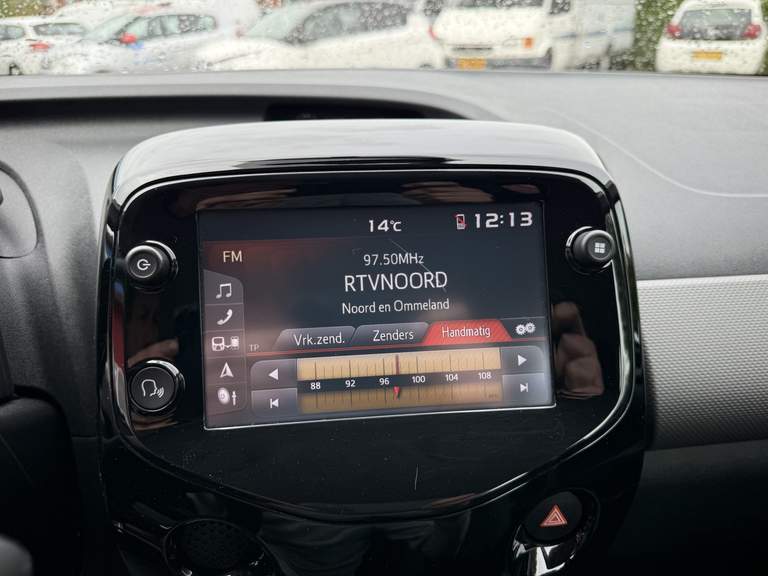 14°C 12:13
FM
97.50MHz
RTVNOORD
Noord en Ommeland
TP Vrk.zend. Zenders Handmatig
88 92 96 100 104 108